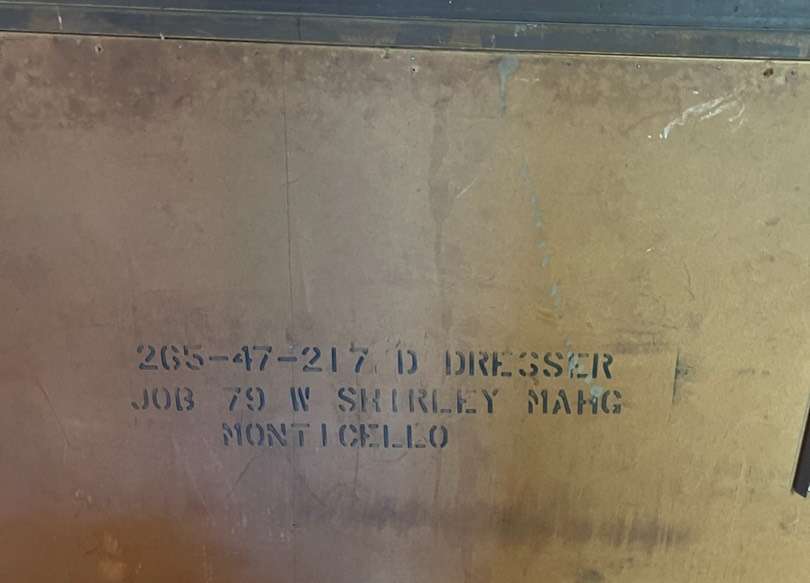 265-47-217 D DRESSER
JOB 79 W SHIRLEY MAHG
MONTICELLO